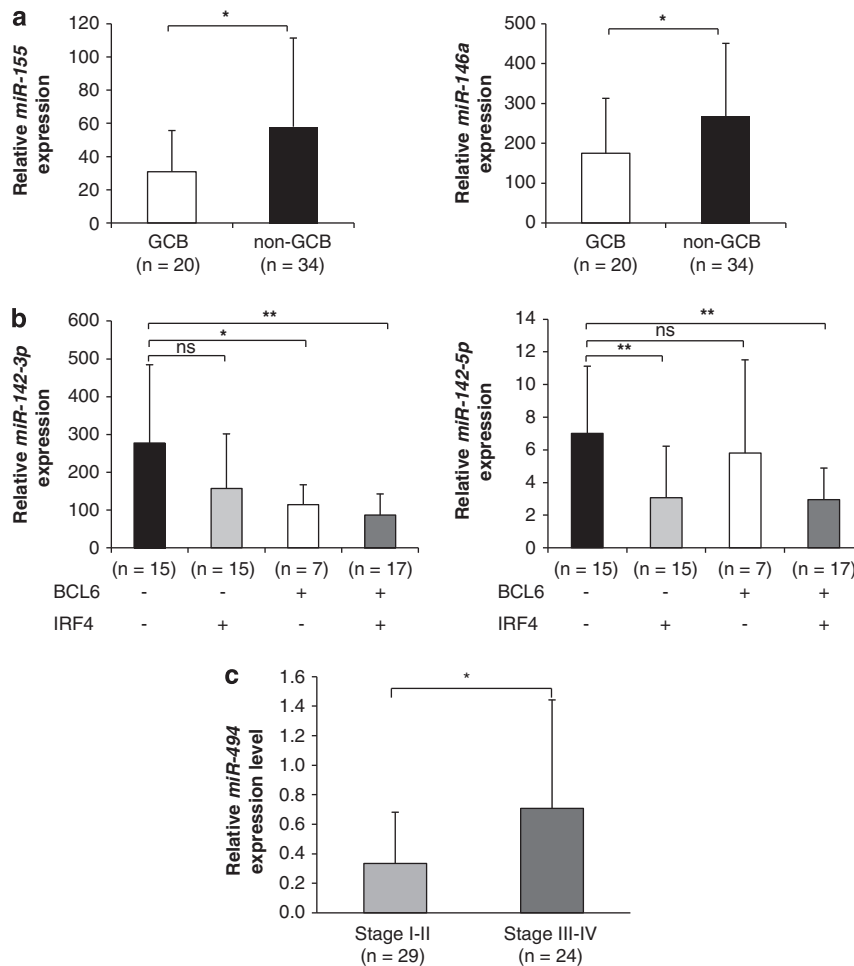 a
Relative miR-155
expression
120
100
80
60
40
20
0
*
GCB
(n = 20)
non-GCB
(n = 34)
Relative miR-146a
expression
500
400
300
200
100
0
*
GCB
(n = 20)
non-GCB
(n = 34)
b
Relative miR-142-3p
expression
600
500
400
300
200
100
0
**
*
ns
(n = 15) (n = 15) (n = 7) (n = 17)
BCL6 - - + +
IRF4 - + - +
Relative miR-142-5p
expression
14
12
10
8
6
4
2
0
**
ns
**
(n = 15) (n = 15) (n = 7) (n = 17)
BCL6 - - + +
IRF4 - + - +
c
Relative miR-494
expression level
1.6
1.4
1.2
1.0
0.8
0.6
0.4
0.2
0.0
*
Stage I-II
(n = 29)
Stage III-IV
(n = 24)